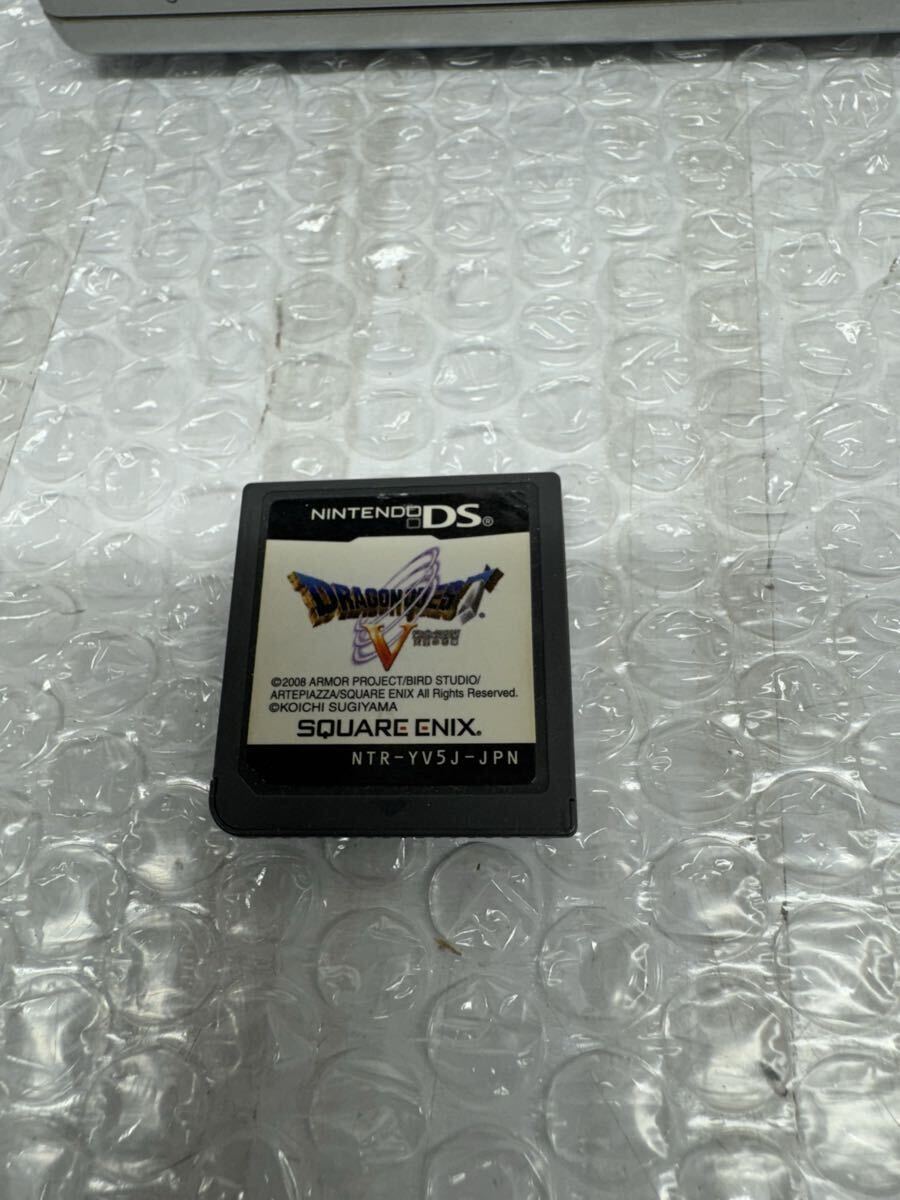 NINTENDO DS®
DRAGON QUEST
V
©2008 ARMOR PROJECT/BIRD STUDIO/
ARTEPIAZZA/SQUARE ENIX All Rights Reserved.
©KOICHI SUGIYAMA
SQUARE ENIX.
NTR-YV5J-JPN